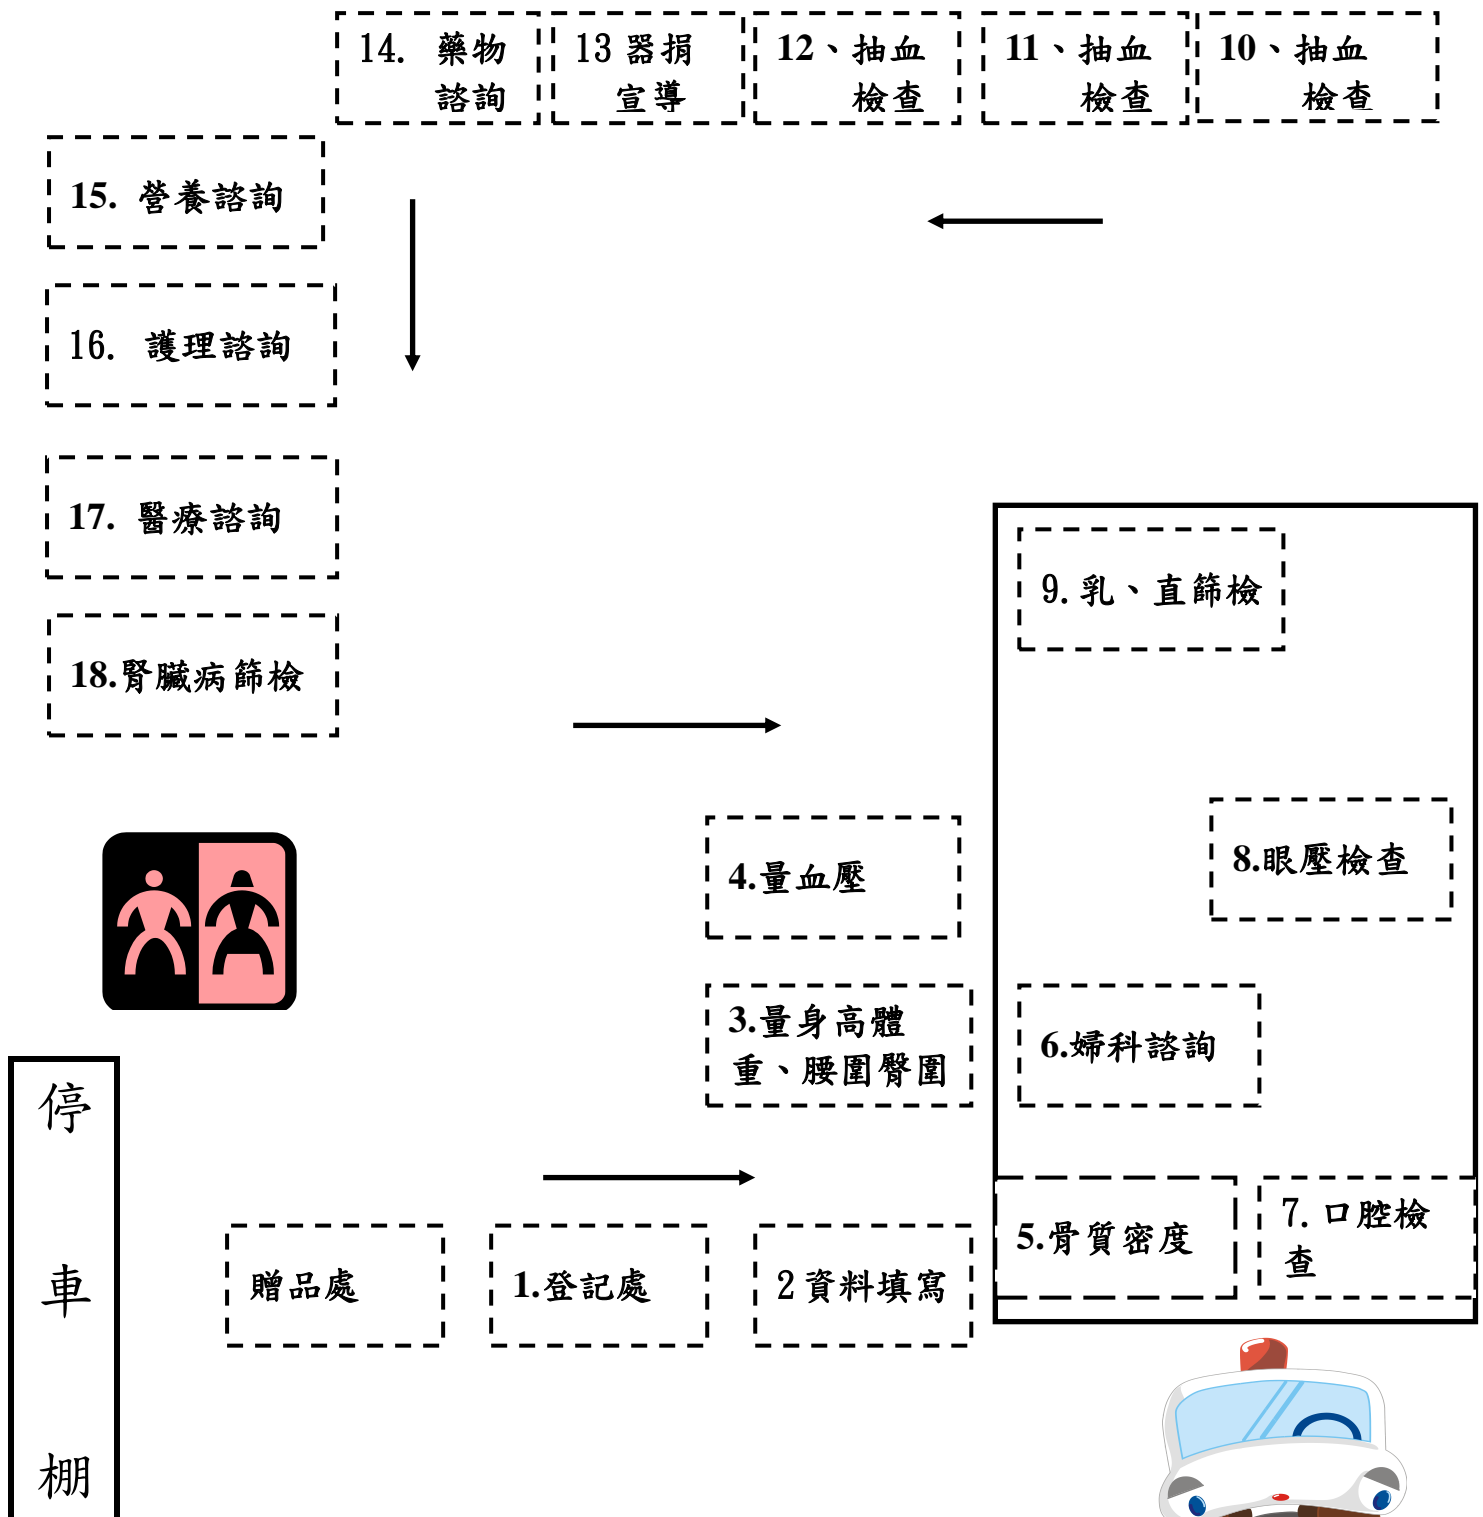 14. 藥物
諮詢
13器捐
宣導
12、抽血
檢查
11、抽血
檢查
10、抽血
檢查
15. 營養諮詢
16. 護理諮詢
17. 醫療諮詢
18.腎臟病篩檢
9.乳、直篩檢
8.眼壓檢查
4.量血壓
3.量身高體
重、腰圍臀圍
6.婦科諮詢
5.骨質密度
7.口腔檢
查
贈品處
1.登記處
2資料填寫
停
車
棚